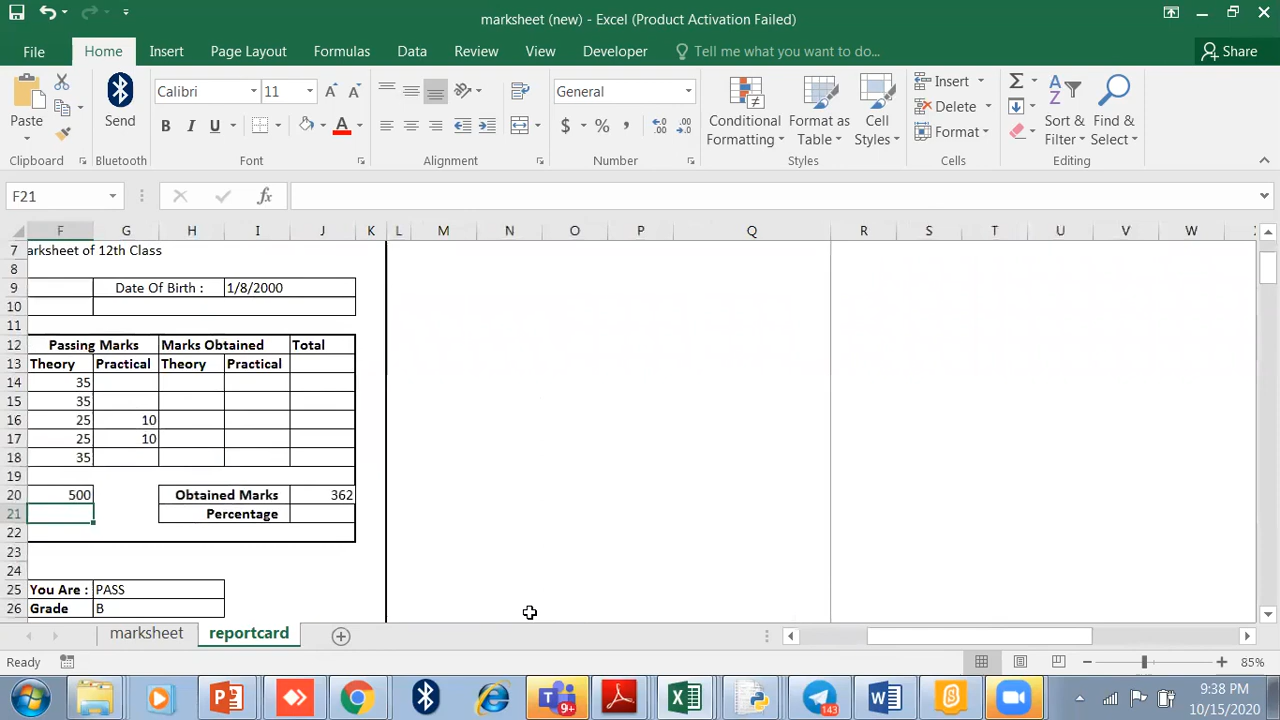 marksheet (new) - Excel (Product Activation Failed)
File Home Insert Page Layout Formulas Data Review View Developer Tell me what you want to do... Share
Paste Send Calibri 11 General Conditional Formatting Format as Table Cell Styles Insert Delete Format Sort & Filter Find & Select
B I U A $ % ,
Clipboard Bluetooth Font Alignment Number Styles Cells Editing
F21 fx
F G H I J K L M N O P Q R S T U V W
7 arksheet of 12th Class
8
9 Date Of Birth : 1/8/2000
10
11
12 Passing Marks Marks Obtained Total
13 Theory Practical Theory Practical
14 35
15 35
16 25 10
17 25 10
18 35
19
20 500 Obtained Marks 362
21 Percentage
22
23
24
25 You Are : PASS
26 Grade B
marksheet reportcard
Ready 85%
9+ 143 9:38 PM
10/15/2020